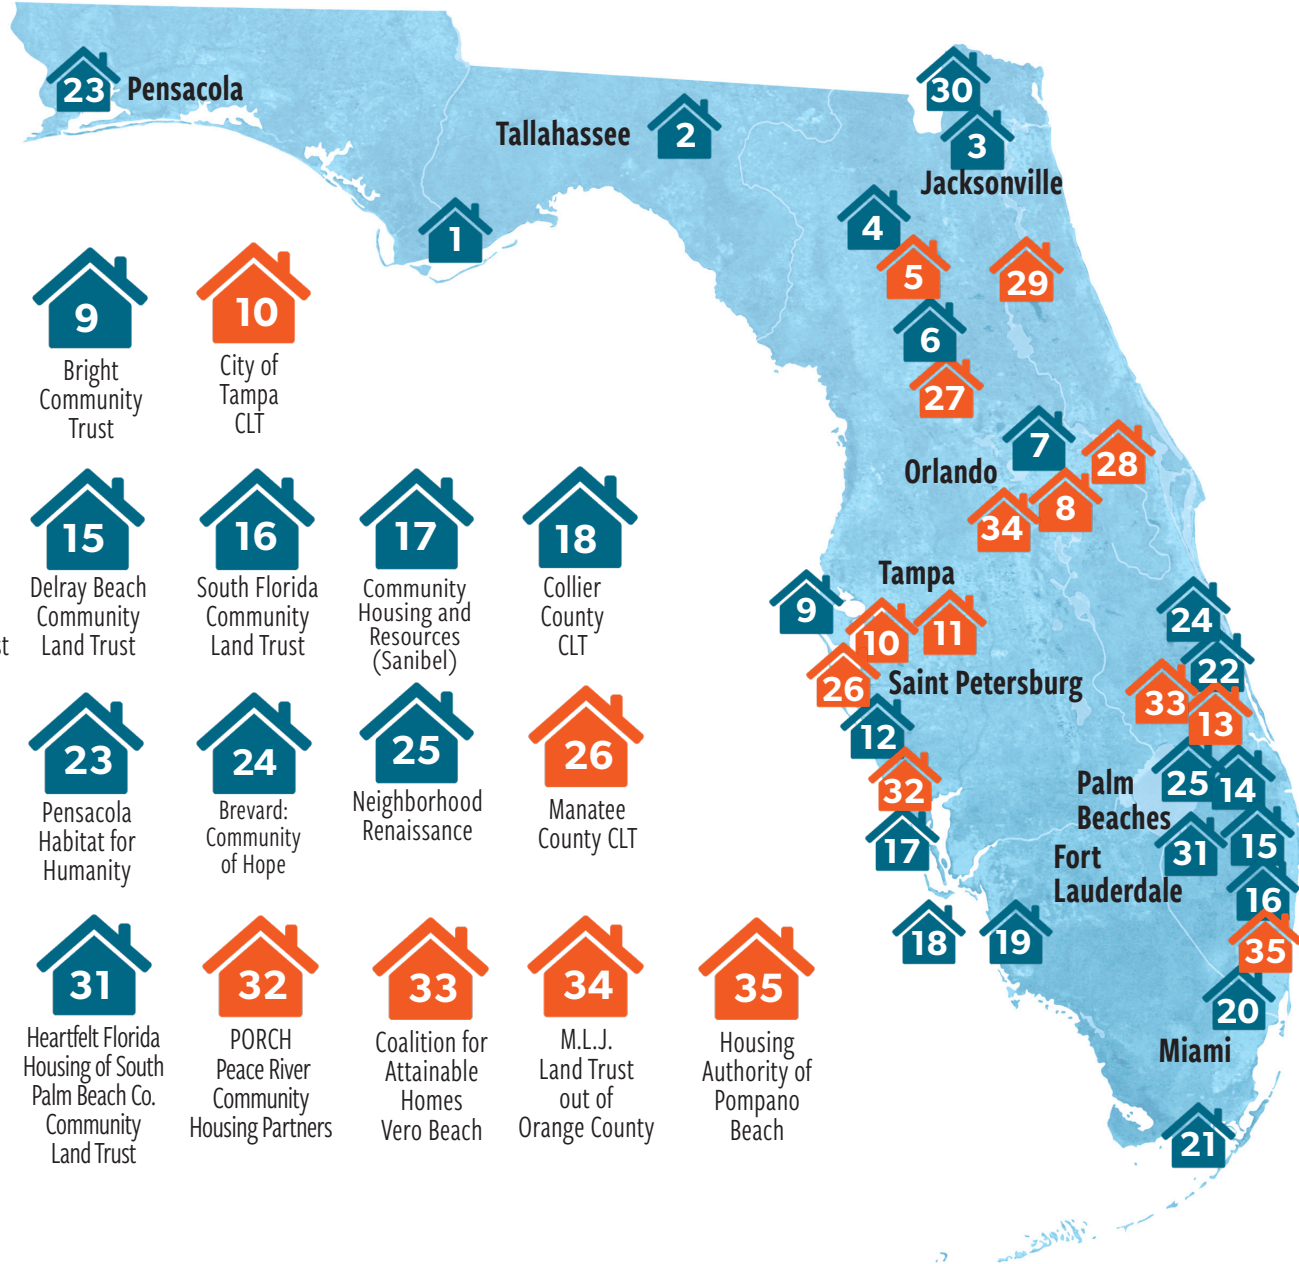 23
Pensacola
30
Tallahassee
2
3
Jacksonville
4
1
5
29
6
27
7
28
Orlando
8
34
Tampa
9
10
11
24
22
26
Saint Petersburg
33
13
12
32
25
14
Palm
Beaches
17
31
15
Fort
Lauderdale
16
18
19
35
20
Miami
21
9
Bright
Community
Trust
10
City of
Tampa
CLT
st
15
Delray Beach
Community
Land Trust
16
South Florida
Community
Land Trust
17
Community
Housing and
Resources
(Sanibel)
18
Collier
County
CLT
23
Pensacola
Habitat for
Humanity
24
Brevard:
Community
of Hope
25
Neighborhood
Renaissance
26
Manatee
County CLT
31
Heartfelt Florida
Housing of South
Palm Beach Co.
Community
Land Trust
32
PORCH
Peace River
Community
Housing Partners
33
Coalition for
Attainable
Homes
Vero Beach
34
M.L.J.
Land Trust
out of
Orange County
35
Housing
Authority of
Pompano
Beach